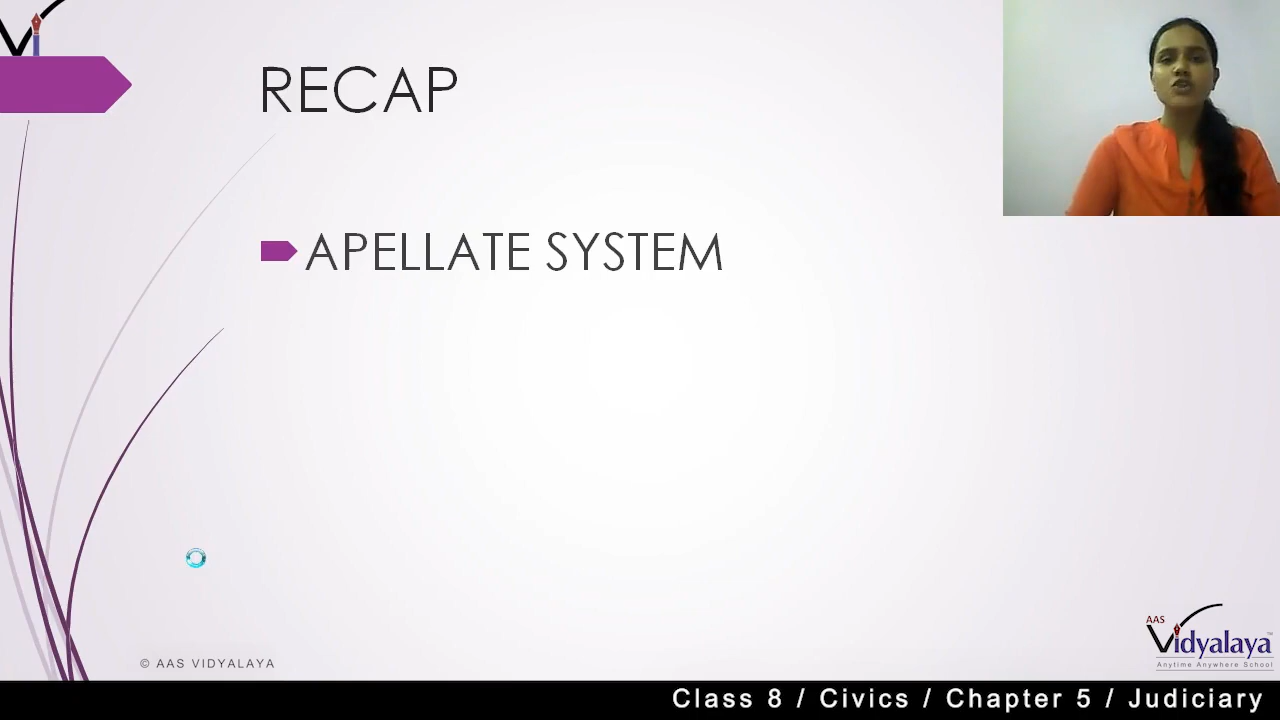 RECAP
APELLATE SYSTEM
© AAS VIDYALAYA
AAS
Vidyalaya
Anytime Anywhere School
Class 8 / Civics / Chapter 5 / Judiciary